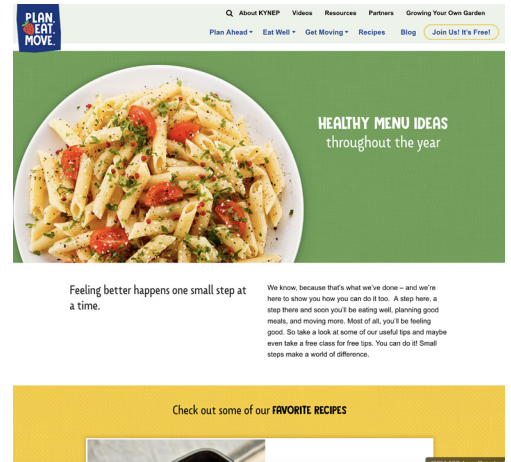 PLAN.
EAT.
MOVE.
About KYNEP Videos Resources Partners Growing Your Own Garden
Plan Ahead Eat Well Get Moving Recipes Blog Join Us! It's Free!
HEALTHY MENU IDEAS
throughout the year
Feeling better happens one small step at
a time.
We know, because that's what we've done – and we're
here to show you how you can do it too. A step here, a
step there and soon you'll be eating well, planning good
meals, and moving more. Most of all, you'll be feeling
good. So take a look at some of our useful tips and maybe
even take a free class for free tips. You can do it! Small
steps make a world of difference.
Check out some of our FAVORITE RECIPES